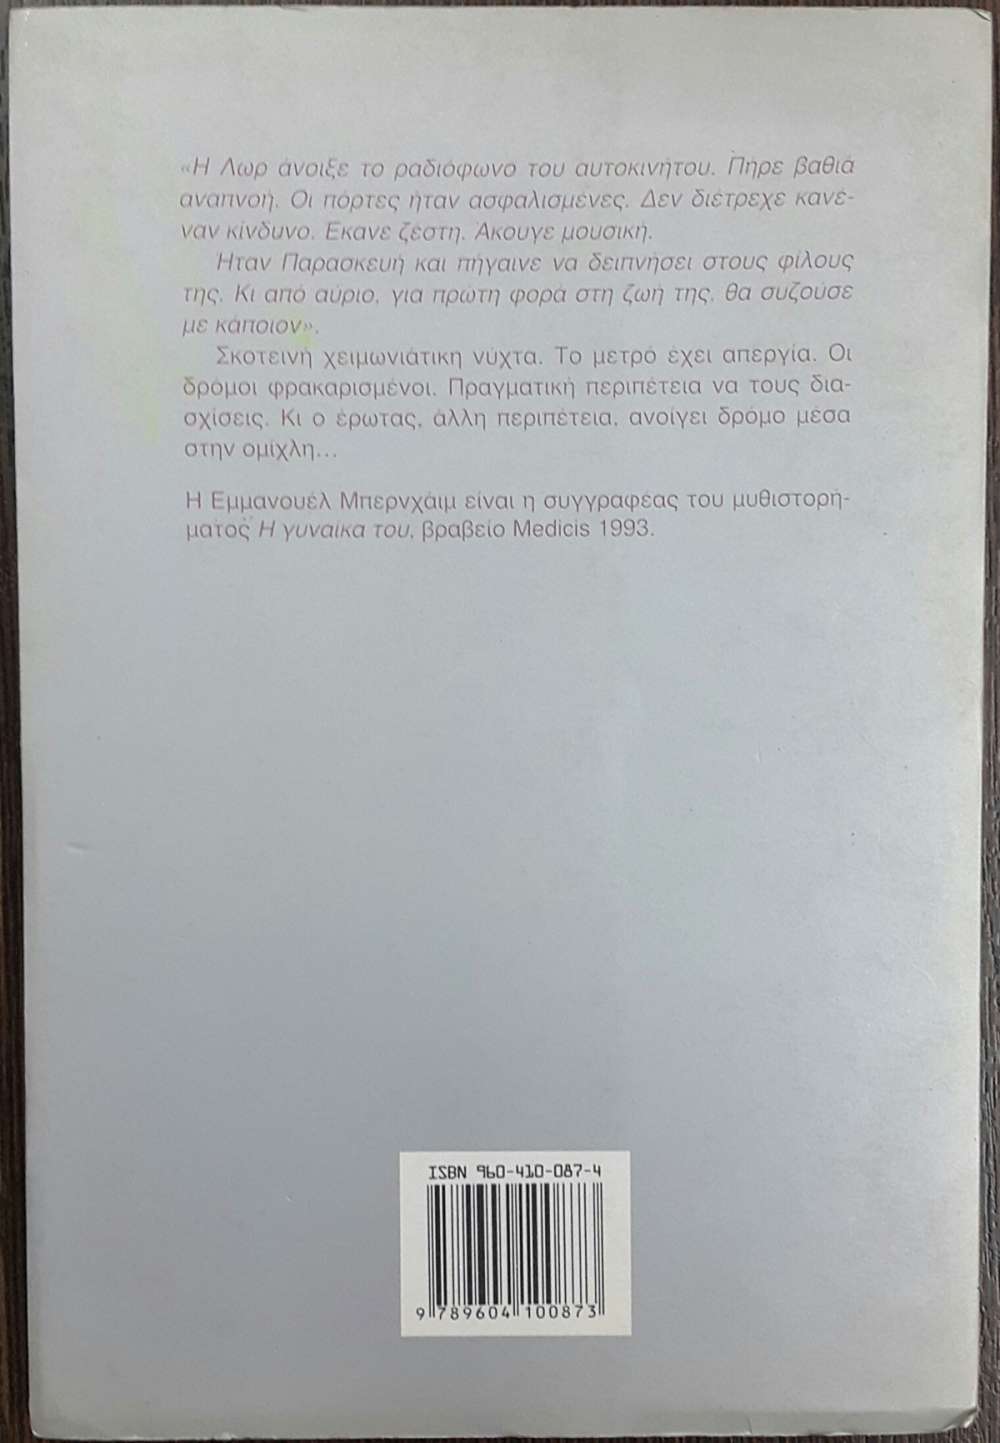 «Η Λωρ άνοιξε το ραδιόφωνο του αυτοκινήτου. Πήρε βαθιά
αναπνοή. Οι πόρτες ήταν ασφαλισμένες. Δεν διέτρεχε κανέ-
ναν κίνδυνο. Έκανε ζέστη. Άκουγε μουσική.
Ήταν Παρασκευή και πήγαινε να δειπνήσει στους φίλους
της. Κι από αύριο, για πρώτη φορά στη ζωή της, θα συζούσε
με κάποιον».
Σκοτεινή χειμωνιάτικη νύχτα. Το μετρό έχει απεργία. Οι
δρόμοι φρακαρισμένοι. Πραγματική περιπέτεια να τους δια-
σχίσεις. Κι ο έρωτας, άλλη περιπέτεια, ανοίγει δρόμο μέσα
στην ομίχλη...
Η Εμμανουέλ Μπερνχάιμ είναι η συγγραφέας του μυθιστορή-
ματος Η γυναίκα του, βραβείο Medicis 1993.
ISBN 960-410-087-4
9 789604 100873